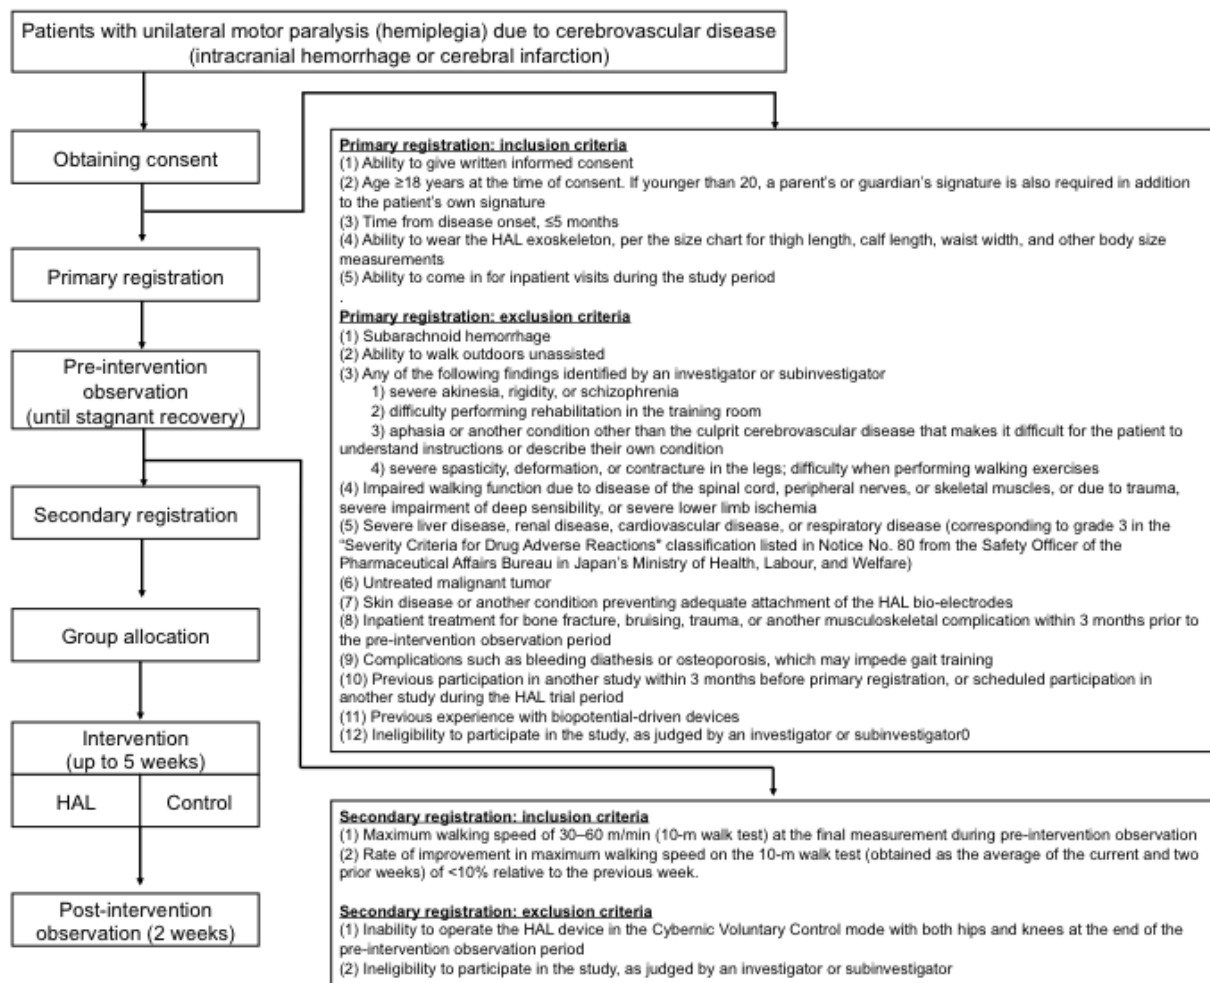 Patients with unilateral motor paralysis (hemiplegia) due to cerebrovascular disease
(intracranial hemorrhage or cerebral infarction)
Obtaining consent
Primary registration
Pre-intervention
observation
(until stagnant recovery)
Secondary registration
Group allocation
Intervention
(up to 5 weeks)
HAL
Control
Post-intervention
observation (2 weeks)
Primary registration: inclusion criteria
(1) Ability to give written informed consent
(2) Age ≥18 years at the time of consent. If younger than 20, a parent's or guardian's signature is also required in addition
to the patient's own signature
(3) Time from disease onset, ≤5 months
(4) Ability to wear the HAL exoskeleton, per the size chart for thigh length, calf length, waist width, and other body size
measurements
(5) Ability to come in for inpatient visits during the study period
.
Primary registration: exclusion criteria
(1) Subarachnoid hemorrhage
(2) Ability to walk outdoors unassisted
(3) Any of the following findings identified by an investigator or subinvestigator
1) severe akinesia, rigidity, or schizophrenia
2) difficulty performing rehabilitation in the training room
3) aphasia or another condition other than the culprit cerebrovascular disease that makes it difficult for the patient to
understand instructions or describe their own condition
4) severe spasticity, deformation, or contracture in the legs; difficulty when performing walking exercises
(4) Impaired walking function due to disease of the spinal cord, peripheral nerves, or skeletal muscles, or due to trauma,
severe impairment of deep sensibility, or severe lower limb ischemia
(5) Severe liver disease, renal disease, cardiovascular disease, or respiratory disease (corresponding to grade 3 in the
"Severity Criteria for Drug Adverse Reactions" classification listed in Notice No. 80 from the Safety Officer of the
Pharmaceutical Affairs Bureau in Japan's Ministry of Health, Labour, and Welfare)
(6) Untreated malignant tumor
(7) Skin disease or another condition preventing adequate attachment of the HAL bio-electrodes
(8) Inpatient treatment for bone fracture, bruising, trauma, or another musculoskeletal complication within 3 months prior to
the pre-intervention observation period
(9) Complications such as bleeding diathesis or osteoporosis, which may impede gait training
(10) Previous participation in another study within 3 months before primary registration, or scheduled participation in
another study during the HAL trial period
(11) Previous experience with biopotential-driven devices
(12) Ineligibility to participate in the study, as judged by an investigator or subinvestigator0
Secondary registration: inclusion criteria
(1) Maximum walking speed of 30–60 m/min (10-m walk test) at the final measurement during pre-intervention observation
(2) Rate of improvement in maximum walking speed on the 10-m walk test (obtained as the average of the current and two
prior weeks) of <10% relative to the previous week.
Secondary registration: exclusion criteria
(1) Inability to operate the HAL device in the Cybernic Voluntary Control mode with both hips and knees at the end of the
pre-intervention observation period
(2) Ineligibility to participate in the study, as judged by an investigator or subinvestigator